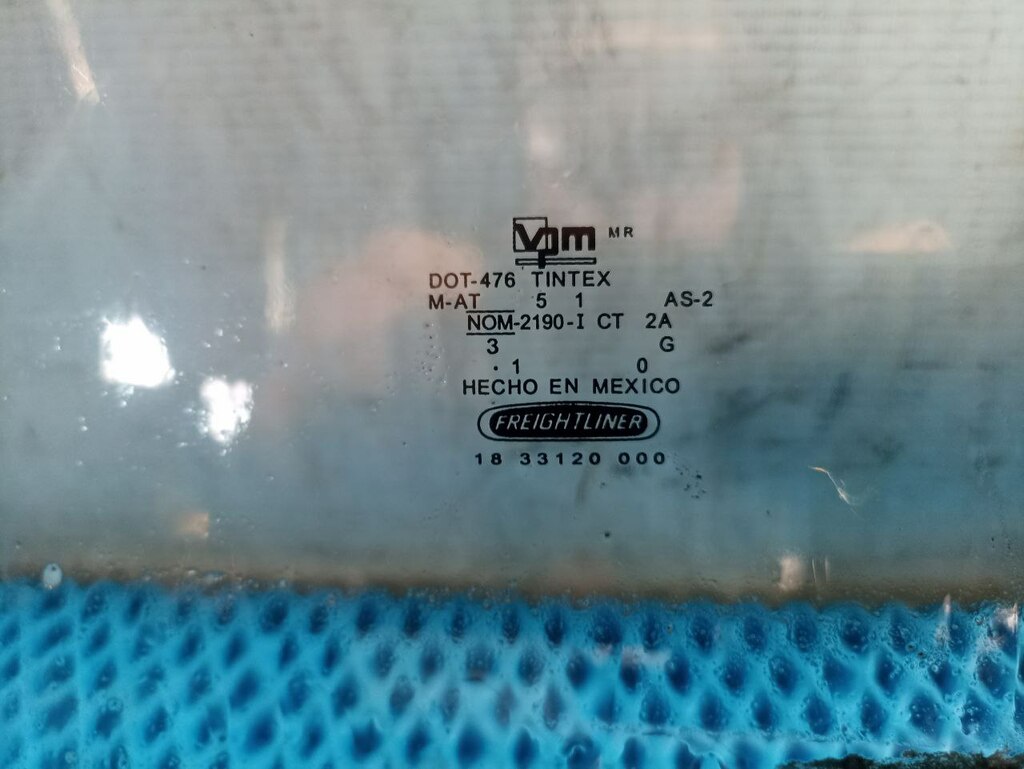 vpm MR
DOT-476 TINTEX
M-AT 5 1 AS-2
NOM-2190-I CT 2A
3 G
. 1 0
HECHO EN MEXICO
FREIGHTLINER
18 33120 000